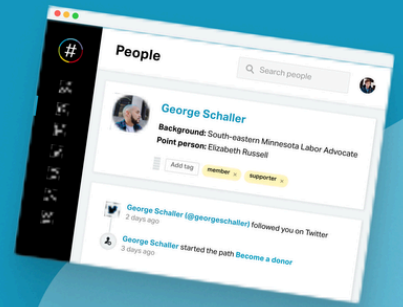 #
People
Search people
George Schaller
Background: South-eastern Minnesota Labor Advocate
Point person: Elizabeth Russell
Add tag member × supporter ×
George Schaller (@georgeschaller) followed you on Twitter
2 days ago
George Schaller started the path Become a donor
3 days ago